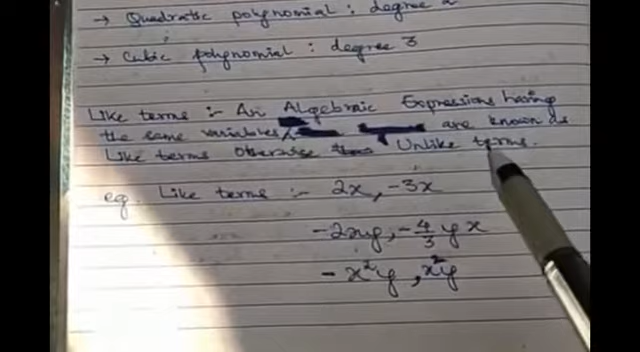 → Quadratic polynomial : degree 2
→ Cubic polynomial : degree 3
Like terms :- An Algebraic Expressions having
the same variables are known as
Like terms otherwise Unlike terms.
eg. Like terms :- 2x, -3x
-2xy, -4/3 yx
-x²y, x²y